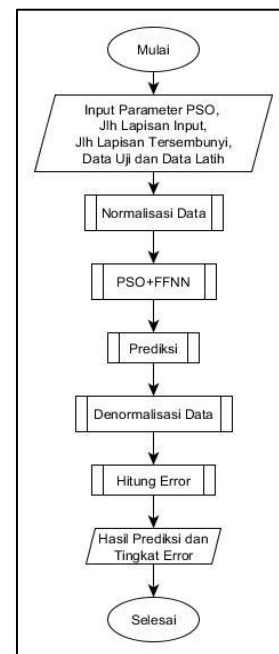 Mulai
Input Parameter PSO,
Jlh Lapisan Input,
Jlh Lapisan Tersembunyi,
Data Uji dan Data Latih
Normalisasi Data
PSO+FFNN
Prediksi
Denormalisasi Data
Hitung Error
Hasil Prediksi dan
Tingkat Error
Selesai